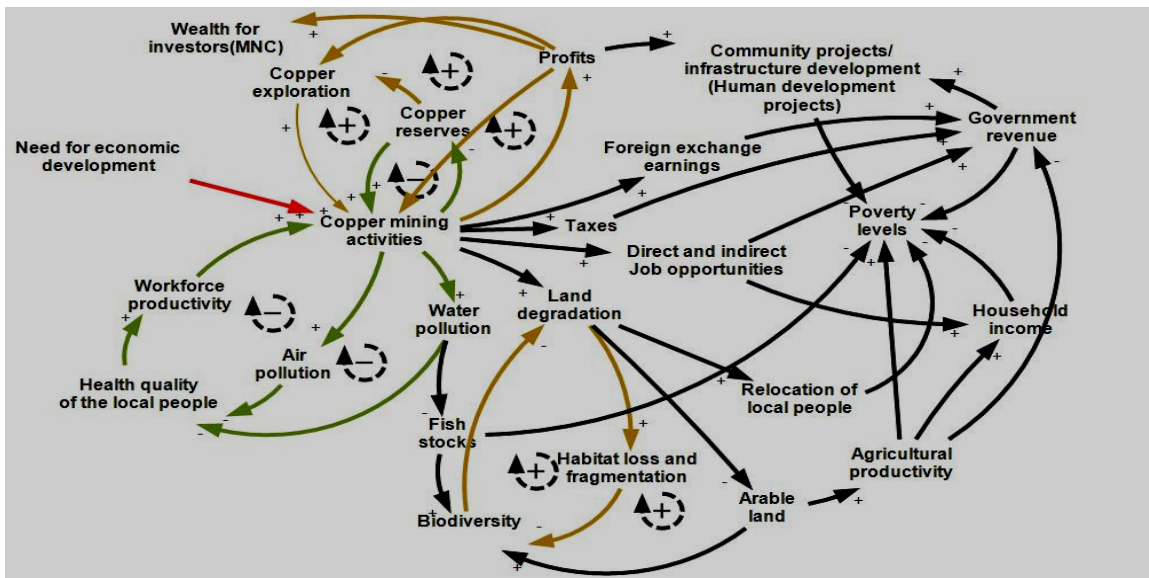 Wealth for
investors(MNC)
Copper
exploration
Profits
Community projects/
infrastructure development
(Human development
projects)
Copper
reserves
Government
revenue
Need for economic
development
Foreign exchange
earnings
Copper mining
activities
Taxes
Poverty
levels
Direct and indirect
Job opportunities
Workforce
productivity
Water
pollution
Land
degradation
Household
income
Air
pollution
Health quality
of the local people
Relocation of
local people
Fish
stocks
Habitat loss and
fragmentation
Agricultural
productivity
Arable
land
Biodiversity